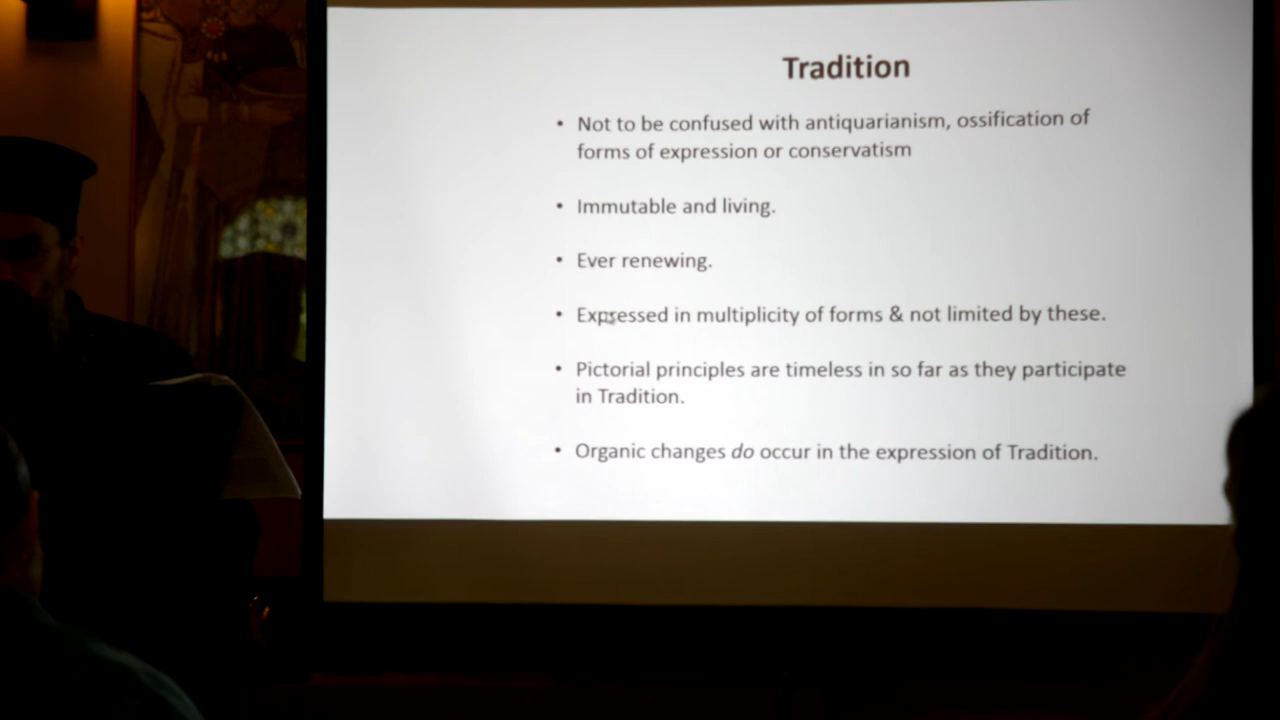 Tradition
• Not to be confused with antiquarianism, ossification of
forms of expression or conservatism
• Immutable and living.
• Ever renewing.
• Expressed in multiplicity of forms & not limited by these.
• Pictorial principles are timeless in so far as they participate
in Tradition.
• Organic changes do occur in the expression of Tradition.